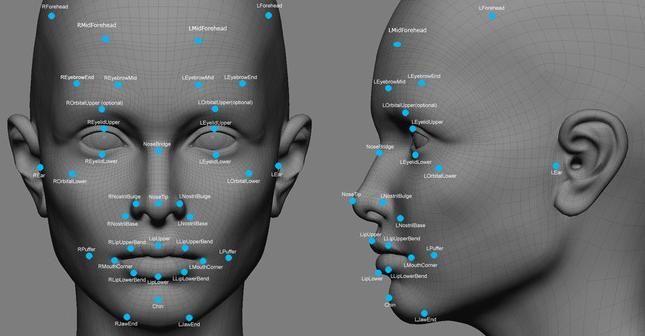 RForehead
LForehead
RMidForehead
LMidForehead
REyebrowEnd
REyebrowMid
LEyebrowMid
LEyebrowEnd
ROrbitalUpper (optional)
LOrbitalUpper(optional)
REyelidUpper
LEyelidUpper
NoseBridge
REyelidLower
LEyelidLower
REar
LEar
ROrbitalLower
LOrbitalLower
RNostrilBulge
NoseTip
LNostrilBulge
RNostrilBase
LNostrilBase
LipUpper
RLipUpperBend
LLipUpperBend
RPuffer
LPuffer
RMouthCorner
LMouthCorner
RLipLowerBend
LipLower
LLipLowerBend
Chin
RJawEnd
LJawEnd
LForehead
LMidForehead
LEyebrowMid
LEyebrowEnd
LOrbitalUpper(optional)
LEyelidUpper
NoseBridge
LEyelidLower
LOrbitalLower
LEar
NoseTip
LNostrilBulge
LNostrilBase
LipUpper
LLipUpperBend
LPuffer
LMouthCorner
LipLower
LLipLowerBend
Chin
LJawEnd